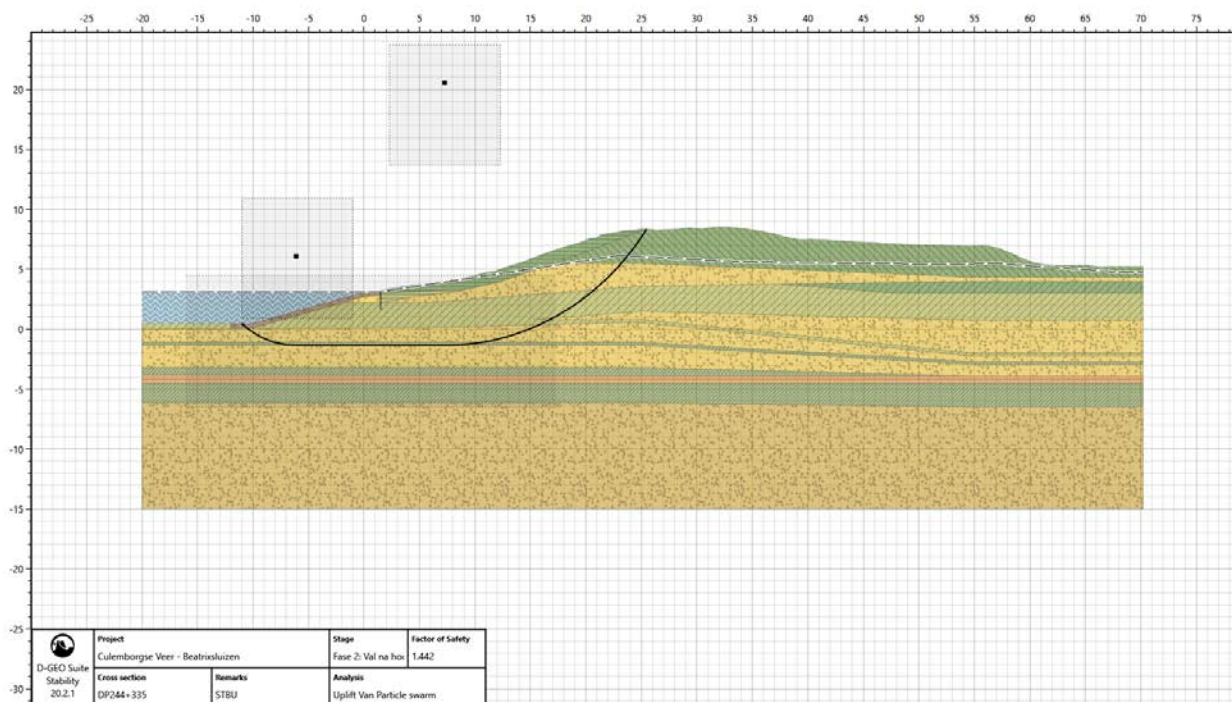 -25 -20 -15 -10 -5 0 5 10 15 20 25 30 35 40 45 50 55 60 65 70 75
20
15
10
5
0
-5
-10
-15
-20
-25
-30
D-GEO Suite
Stability
20.2.1
Project
Culemborgse Veer - Beatrixsluizen
Stage
Fase 2: Val na hoo
Factor of Safety
1.442
Cross section
DP244+335
Remarks
STBU
Analysis
Uplift Van Particle swarm